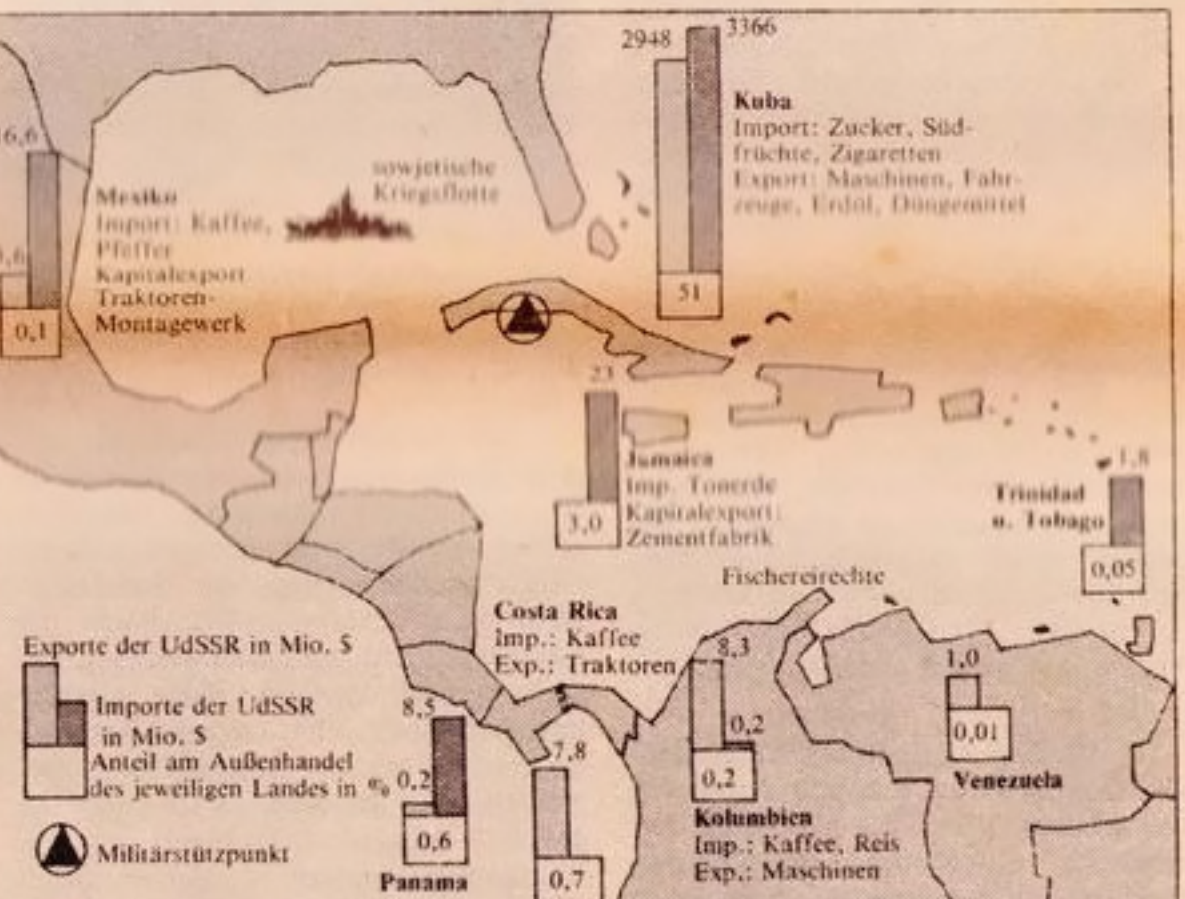 2948
3366
Kuba
Import: Zucker, Süd-
früchte, Zigaretten
Export: Maschinen, Fahr-
zeuge, Erdöl, Düngemittel
51
6,6
,6
0,1
Mexiko
Import: Kaffee,
Pfeffer
Kapitalexport
Traktoren-
Montagewerk
sowjetische
Kriegsflotte
23
3,0
Jamaica
Imp. Tonerde
Kapitalexport:
Zementfabrik
1,8
Trinidad
u. Tobago
0,05
Fischereirechte
Costa Rica
Imp.: Kaffee
Exp.: Traktoren
7,8
0,7
8,3
0,2
0,2
Kolumbien
Imp.: Kaffee, Reis
Exp.: Maschinen
1,0
0,01
Venezuela
8,5
0,2
0,6
Panama
Exporte der UdSSR in Mio. $
Importe der UdSSR
in Mio. $
Anteil am Außenhandel
des jeweiligen Landes in %
Militärstützpunkt